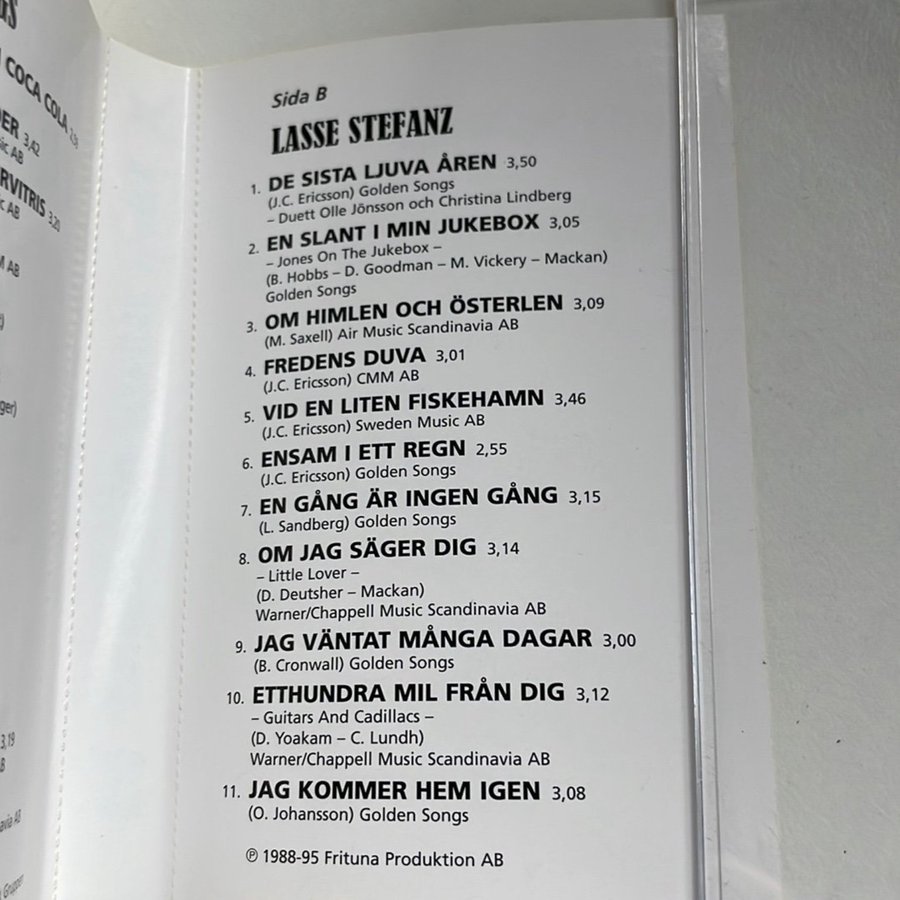 COCA COLA
3,42
3,20
Sida B
LASSE STEFANZ
1. DE SISTA LJUVA ÅREN 3,50
(J.C. Ericsson) Golden Songs
– Duett Olle Jönsson och Christina Lindberg
2. EN SLANT I MIN JUKEBOX 3,05
– Jones On The Jukebox –
(B. Hobbs – D. Goodman – M. Vickery – Mackan)
Golden Songs
3. OM HIMLEN OCH ÖSTERLEN 3,09
(M. Saxell) Air Music Scandinavia AB
4. FREDENS DUVA 3,01
(J.C. Ericsson) CMM AB
5. VID EN LITEN FISKEHAMN 3,46
(J.C. Ericsson) Sweden Music AB
6. ENSAM I ETT REGN 2,55
(J.C. Ericsson) Golden Songs
7. EN GÅNG ÄR INGEN GÅNG 3,15
(L. Sandberg) Golden Songs
8. OM JAG SÄGER DIG 3,14
– Little Lover –
(D. Deutsher – Mackan)
Warner/Chappell Music Scandinavia AB
9. JAG VÄNTAT MÅNGA DAGAR 3,00
(B. Cronwall) Golden Songs
10. ETTHUNDRA MIL FRÅN DIG 3,12
– Guitars And Cadillacs –
(D. Yoakam – C. Lundh)
Warner/Chappell Music Scandinavia AB
11. JAG KOMMER HEM IGEN 3,08
(O. Johansson) Golden Songs
℗ 1988-95 Frituna Produktion AB